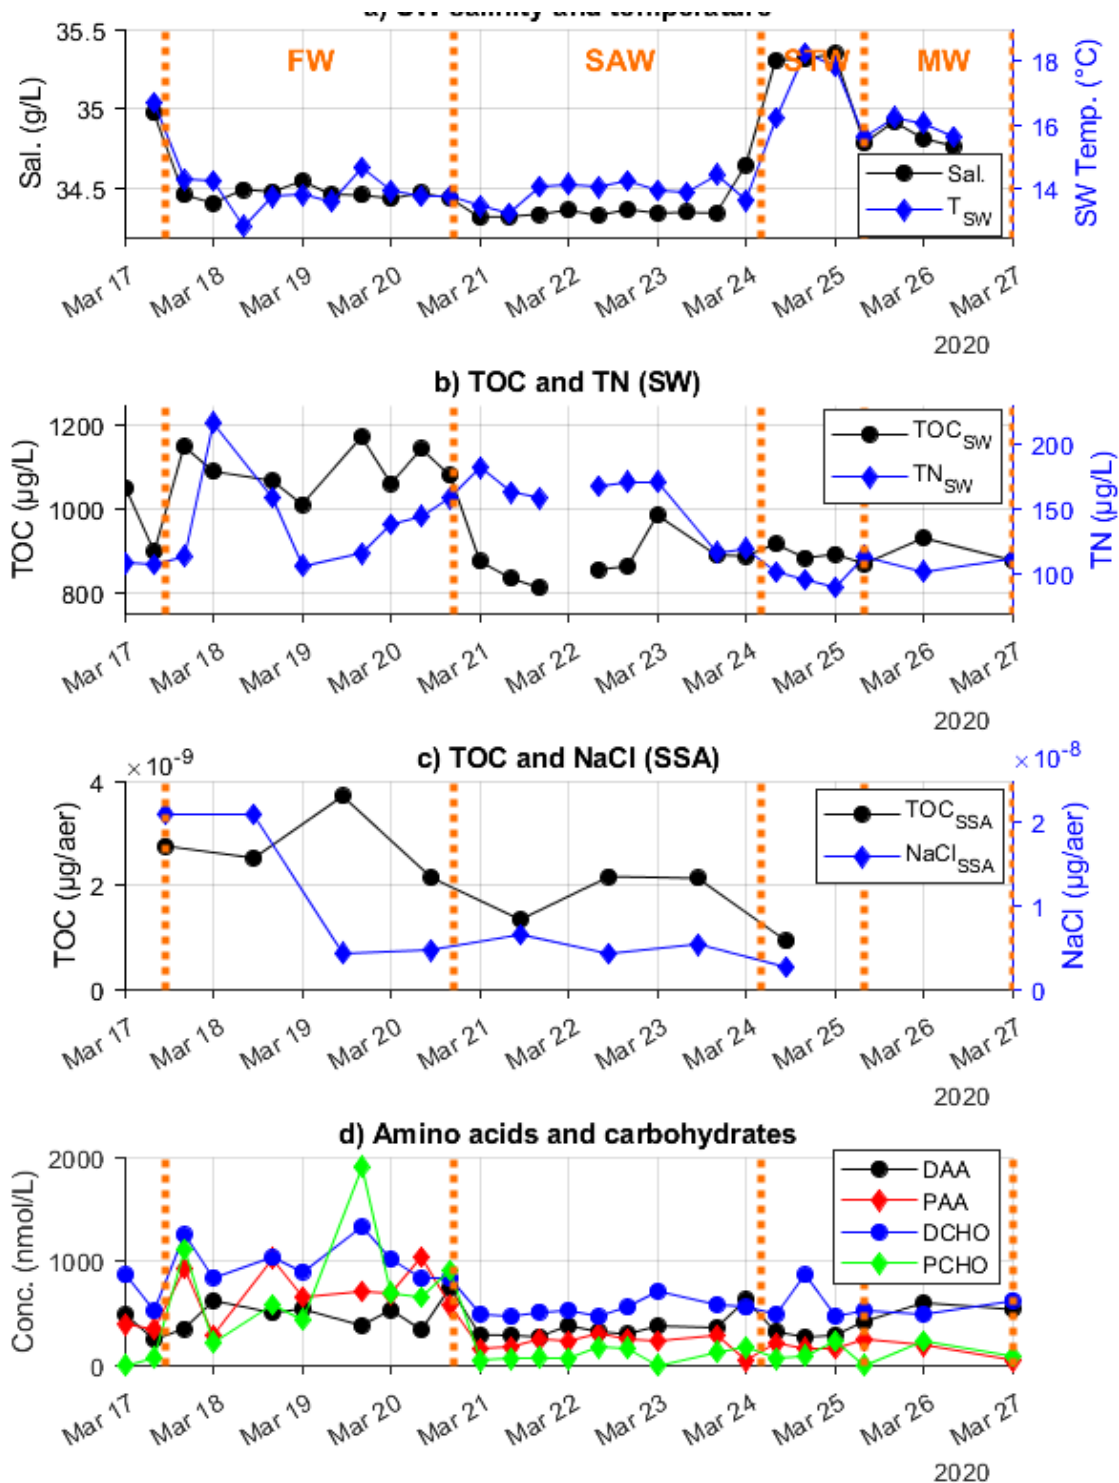 a) SW salinity and temperature
35.5
35
34.5
Sal. (g/L)
FW
SAW
STW
MW
18
16
14
SW Temp. (°C)
Sal.
T_SW
Mar 17
Mar 18
Mar 19
Mar 20
Mar 21
Mar 22
Mar 23
Mar 24
Mar 25
Mar 26
Mar 27
2020
b) TOC and TN (SW)
1200
1000
800
TOC (µg/L)
200
150
100
TN (µg/L)
TOC_SW
TN_SW
Mar 17
Mar 18
Mar 19
Mar 20
Mar 21
Mar 22
Mar 23
Mar 24
Mar 25
Mar 26
Mar 27
2020
× 10⁻⁹
c) TOC and NaCl (SSA)
× 10⁻⁸
4
2
0
TOC (µg/aer)
2
1
0
NaCl (µg/aer)
TOC_SSA
NaCl_SSA
Mar 17
Mar 18
Mar 19
Mar 20
Mar 21
Mar 22
Mar 23
Mar 24
Mar 25
Mar 26
Mar 27
2020
d) Amino acids and carbohydrates
2000
1000
0
Conc. (nmol/L)
DAA
PAA
DCHO
PCHO
Mar 17
Mar 18
Mar 19
Mar 20
Mar 21
Mar 22
Mar 23
Mar 24
Mar 25
Mar 26
Mar 27
2020